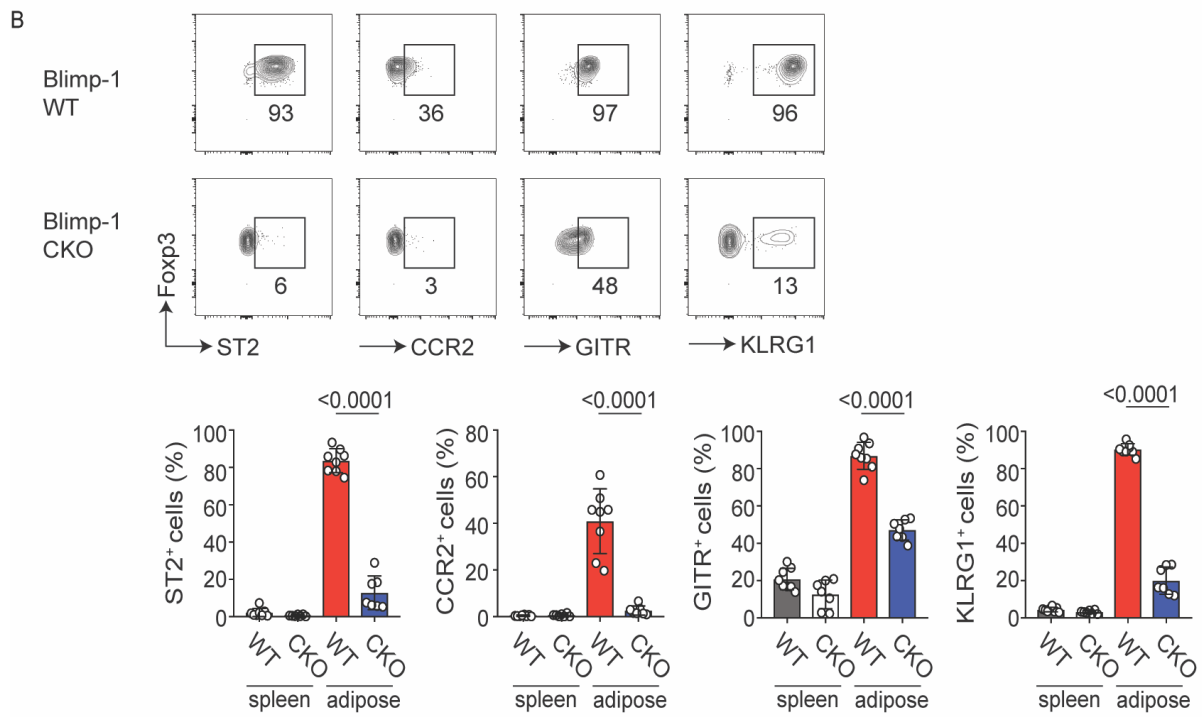 B
Blimp-1
WT
93
36
97
96
Blimp-1
CKO
6
3
48
13
Foxp3
ST2
CCR2
GITR
KLRG1
<0.0001
ST2+ cells (%)
100
80
60
40
20
0
WT
CKO
WT
CKO
spleen
adipose
<0.0001
CCR2+ cells (%)
80
60
40
20
0
WT
CKO
WT
CKO
spleen
adipose
<0.0001
GITR+ cells (%)
100
80
60
40
20
0
WT
CKO
WT
CKO
spleen
adipose
<0.0001
KLRG1+ cells (%)
100
80
60
40
20
0
WT
CKO
WT
CKO
spleen
adipose